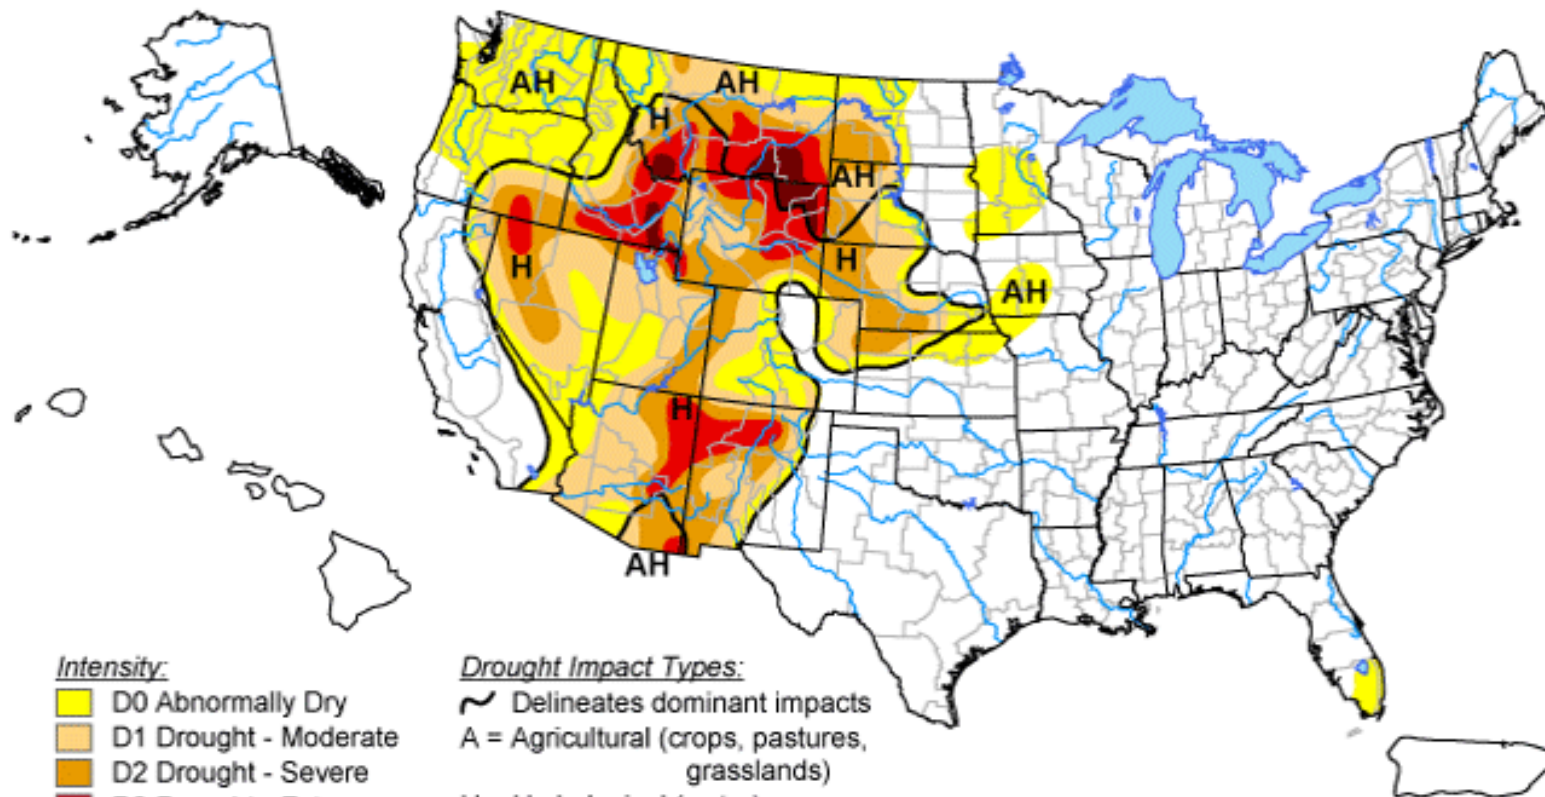 AH
AH
H
AH
H
H
AH
H
AH
Intensity:
D0 Abnormally Dry
D1 Drought - Moderate
D2 Drought - Severe
Drought Impact Types:
Delineates dominant impacts
A = Agricultural (crops, pastures,
grasslands)